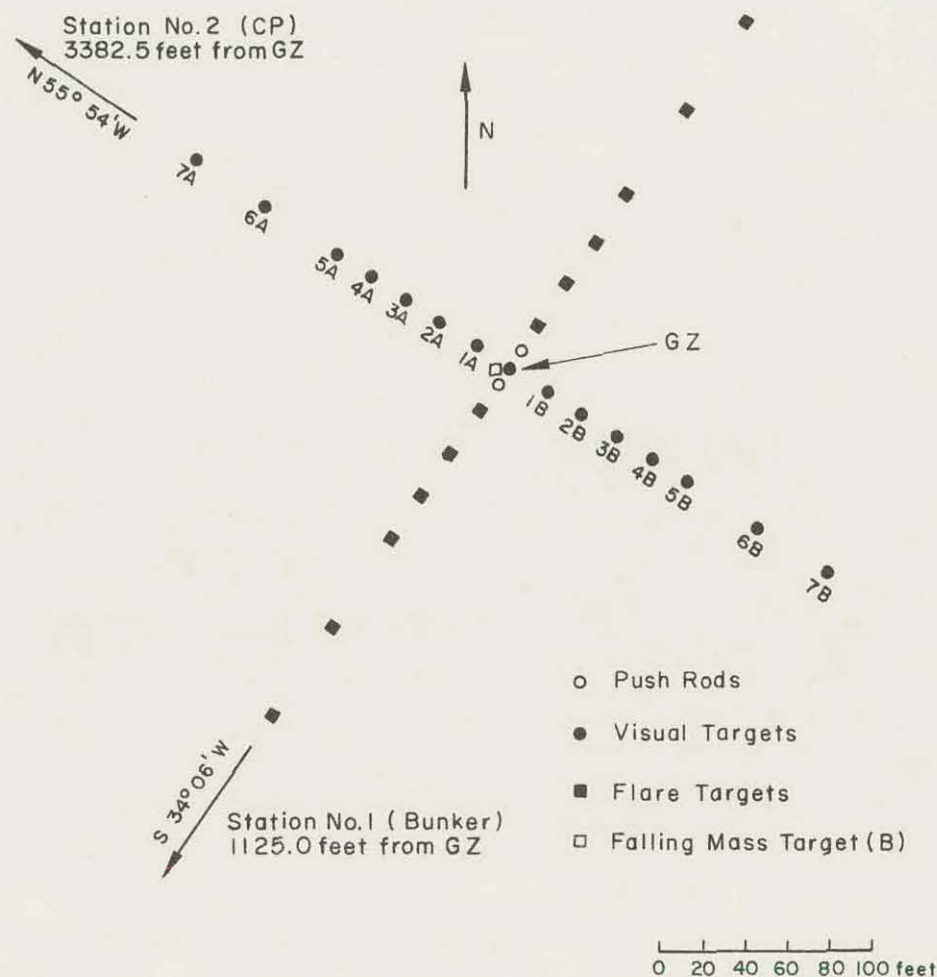 Station No. 2 (CP)
3382.5 feet from GZ
N 55° 54' W
N
7A
6A
5A
4A
3A
2A
1A
GZ
1B
2B
3B
4B
5B
6B
7B
Push Rods
Visual Targets
Flare Targets
Falling Mass Target (B)
S 34° 06' W
Station No. 1 (Bunker)
1125.0 feet from GZ
0 20 40 60 80 100 feet